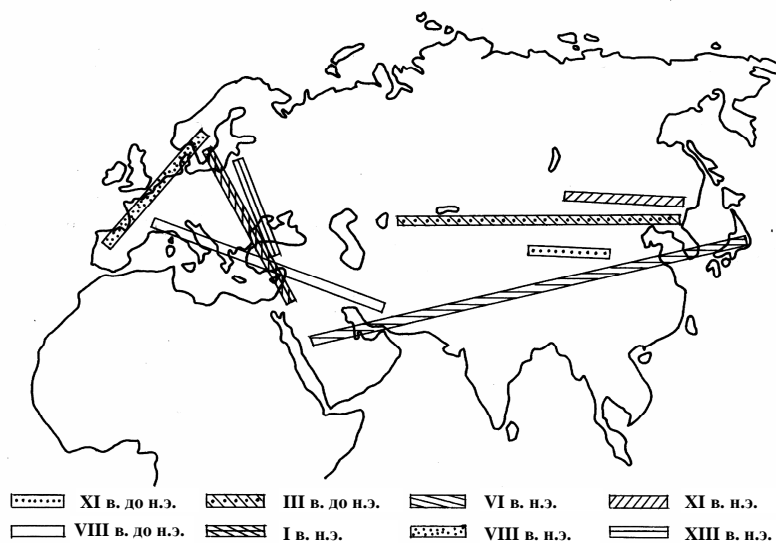 XI в. до н.э. III в. до н.э. VI в. н.э. XI в. н.э.
VIII в. до н.э. I в. н.э. VIII в. н.э. XIII в. н.э.